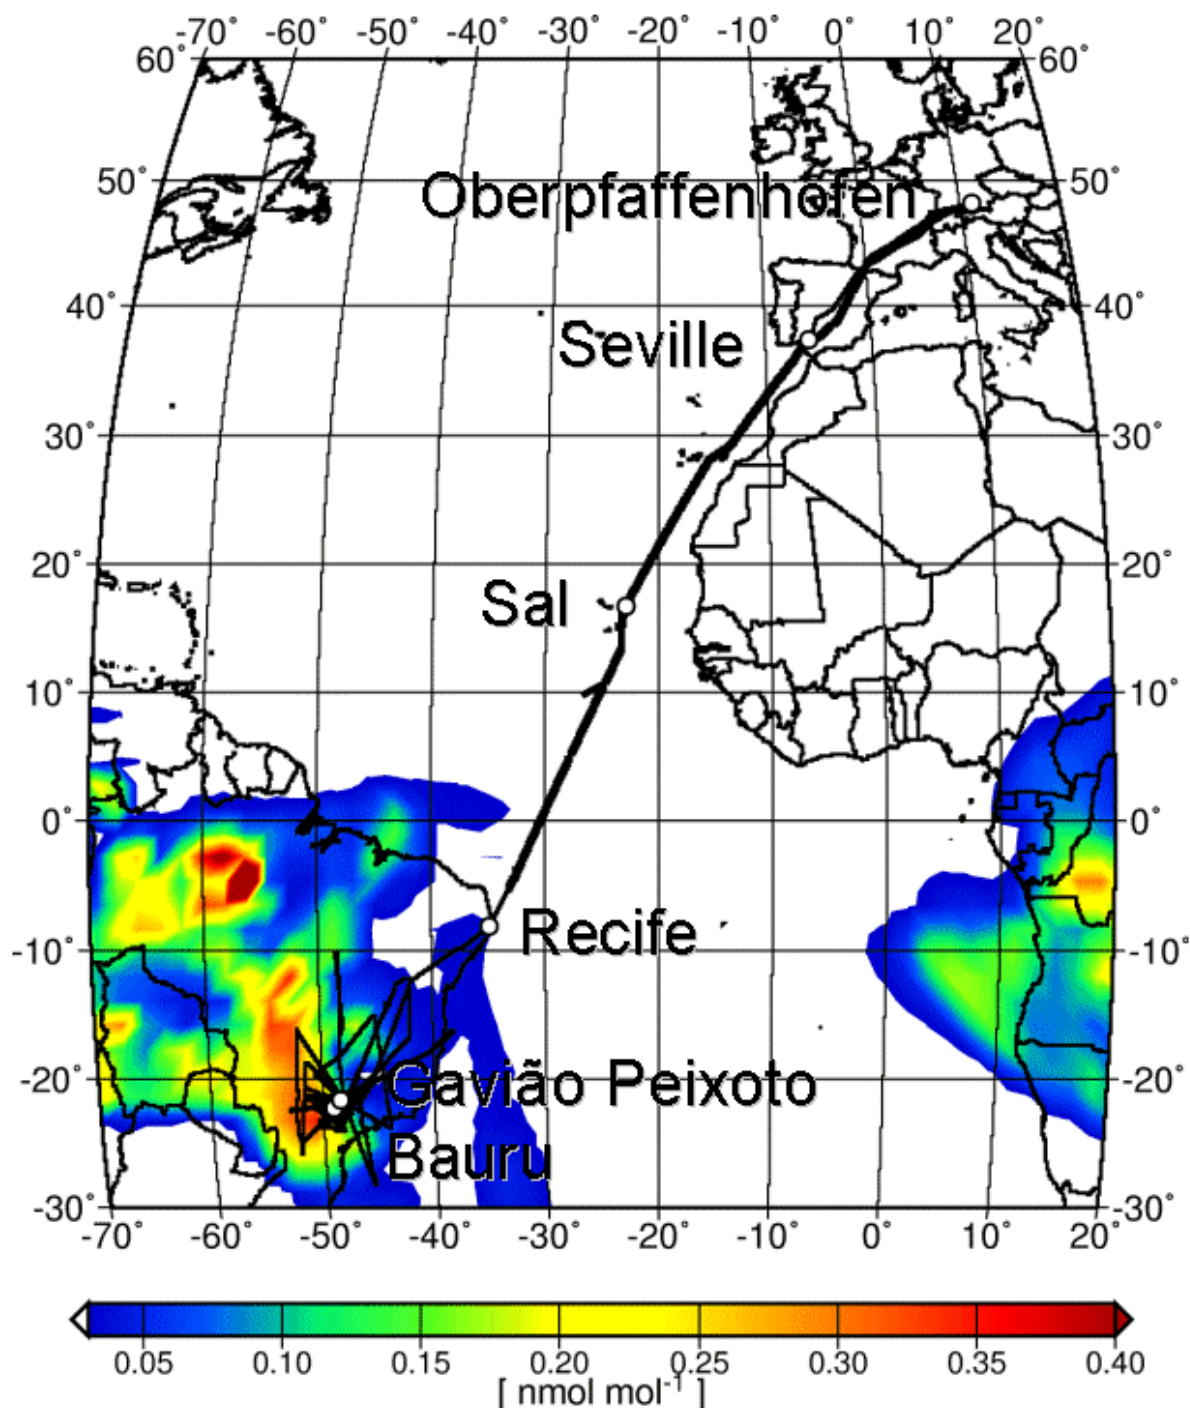 -70° -60° -50° -40° -30° -20° -10° 0° 10° 20°
60° 60°
50° 50°
Oberpfaffenhofen
40° 40°
Seville
30° 30°
20° 20°
Sal
10° 10°
0° 0°
Recife
-10° -10°
Gavião Peixoto
-20° -20°
Bauru
-30° -30°
-70° -60° -50° -40° -30° -20° -10° 0° 10° 20°
0.05 0.10 0.15 0.20 0.25 0.30 0.35 0.40
[ nmol mol⁻¹ ]